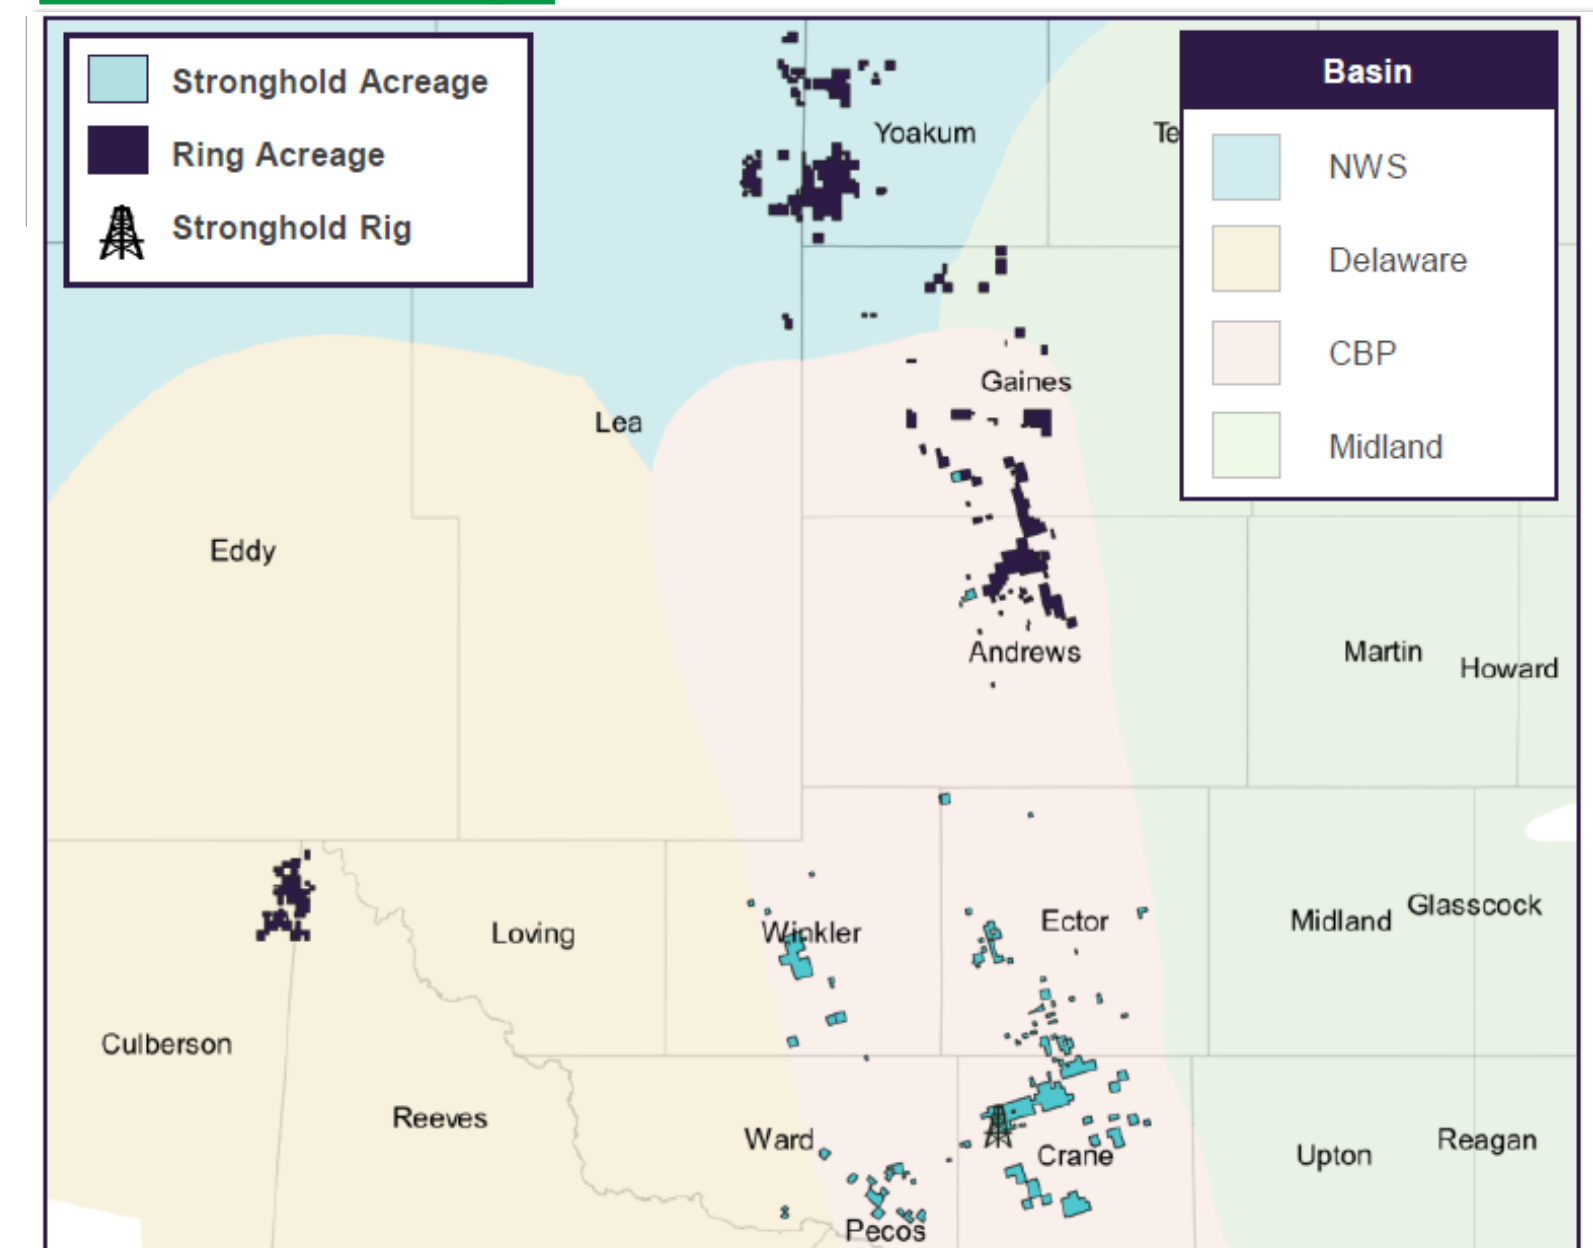 Stronghold Acreage
Ring Acreage
Stronghold Rig
Basin
NWS
Delaware
CBP
Midland
Yoakum
Te
Gaines
Lea
Eddy
Andrews
Martin
Howard
Loving
Winkler
Ector
Midland
Glasscock
Culberson
Reeves
Ward
Crane
Upton
Reagan
Pecos